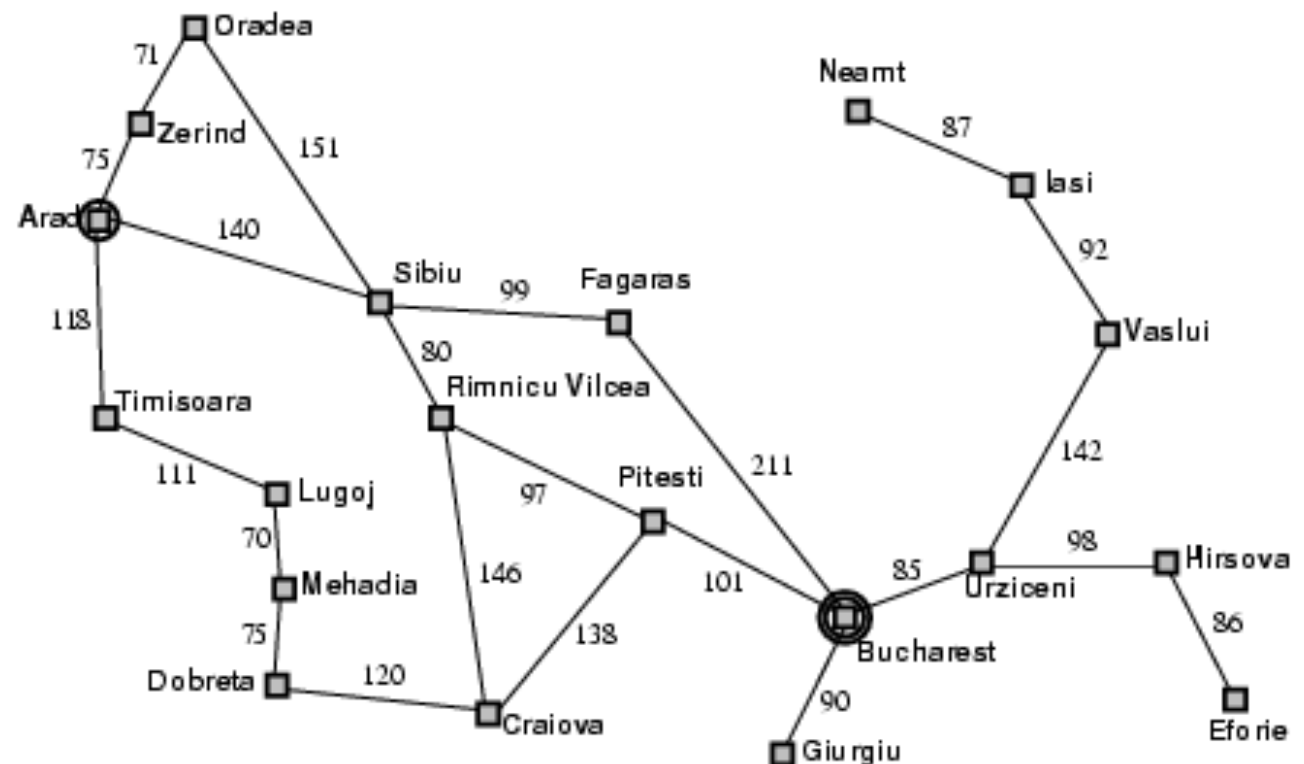 Oradea
71
Neamt
Zerind
87
75
151
Iasi
Arad
140
92
Sibiu
Fagaras
99
118
Vaslui
80
Rimnicu Vilcea
Timisoara
142
211
Pitesti
111
Lugoj
97
70
98
Hirsova
146
101
85
Mehadia
Urziceni
75
138
86
Bucharest
Dobreta
120
90
Craiova
Eforie
Giurgiu